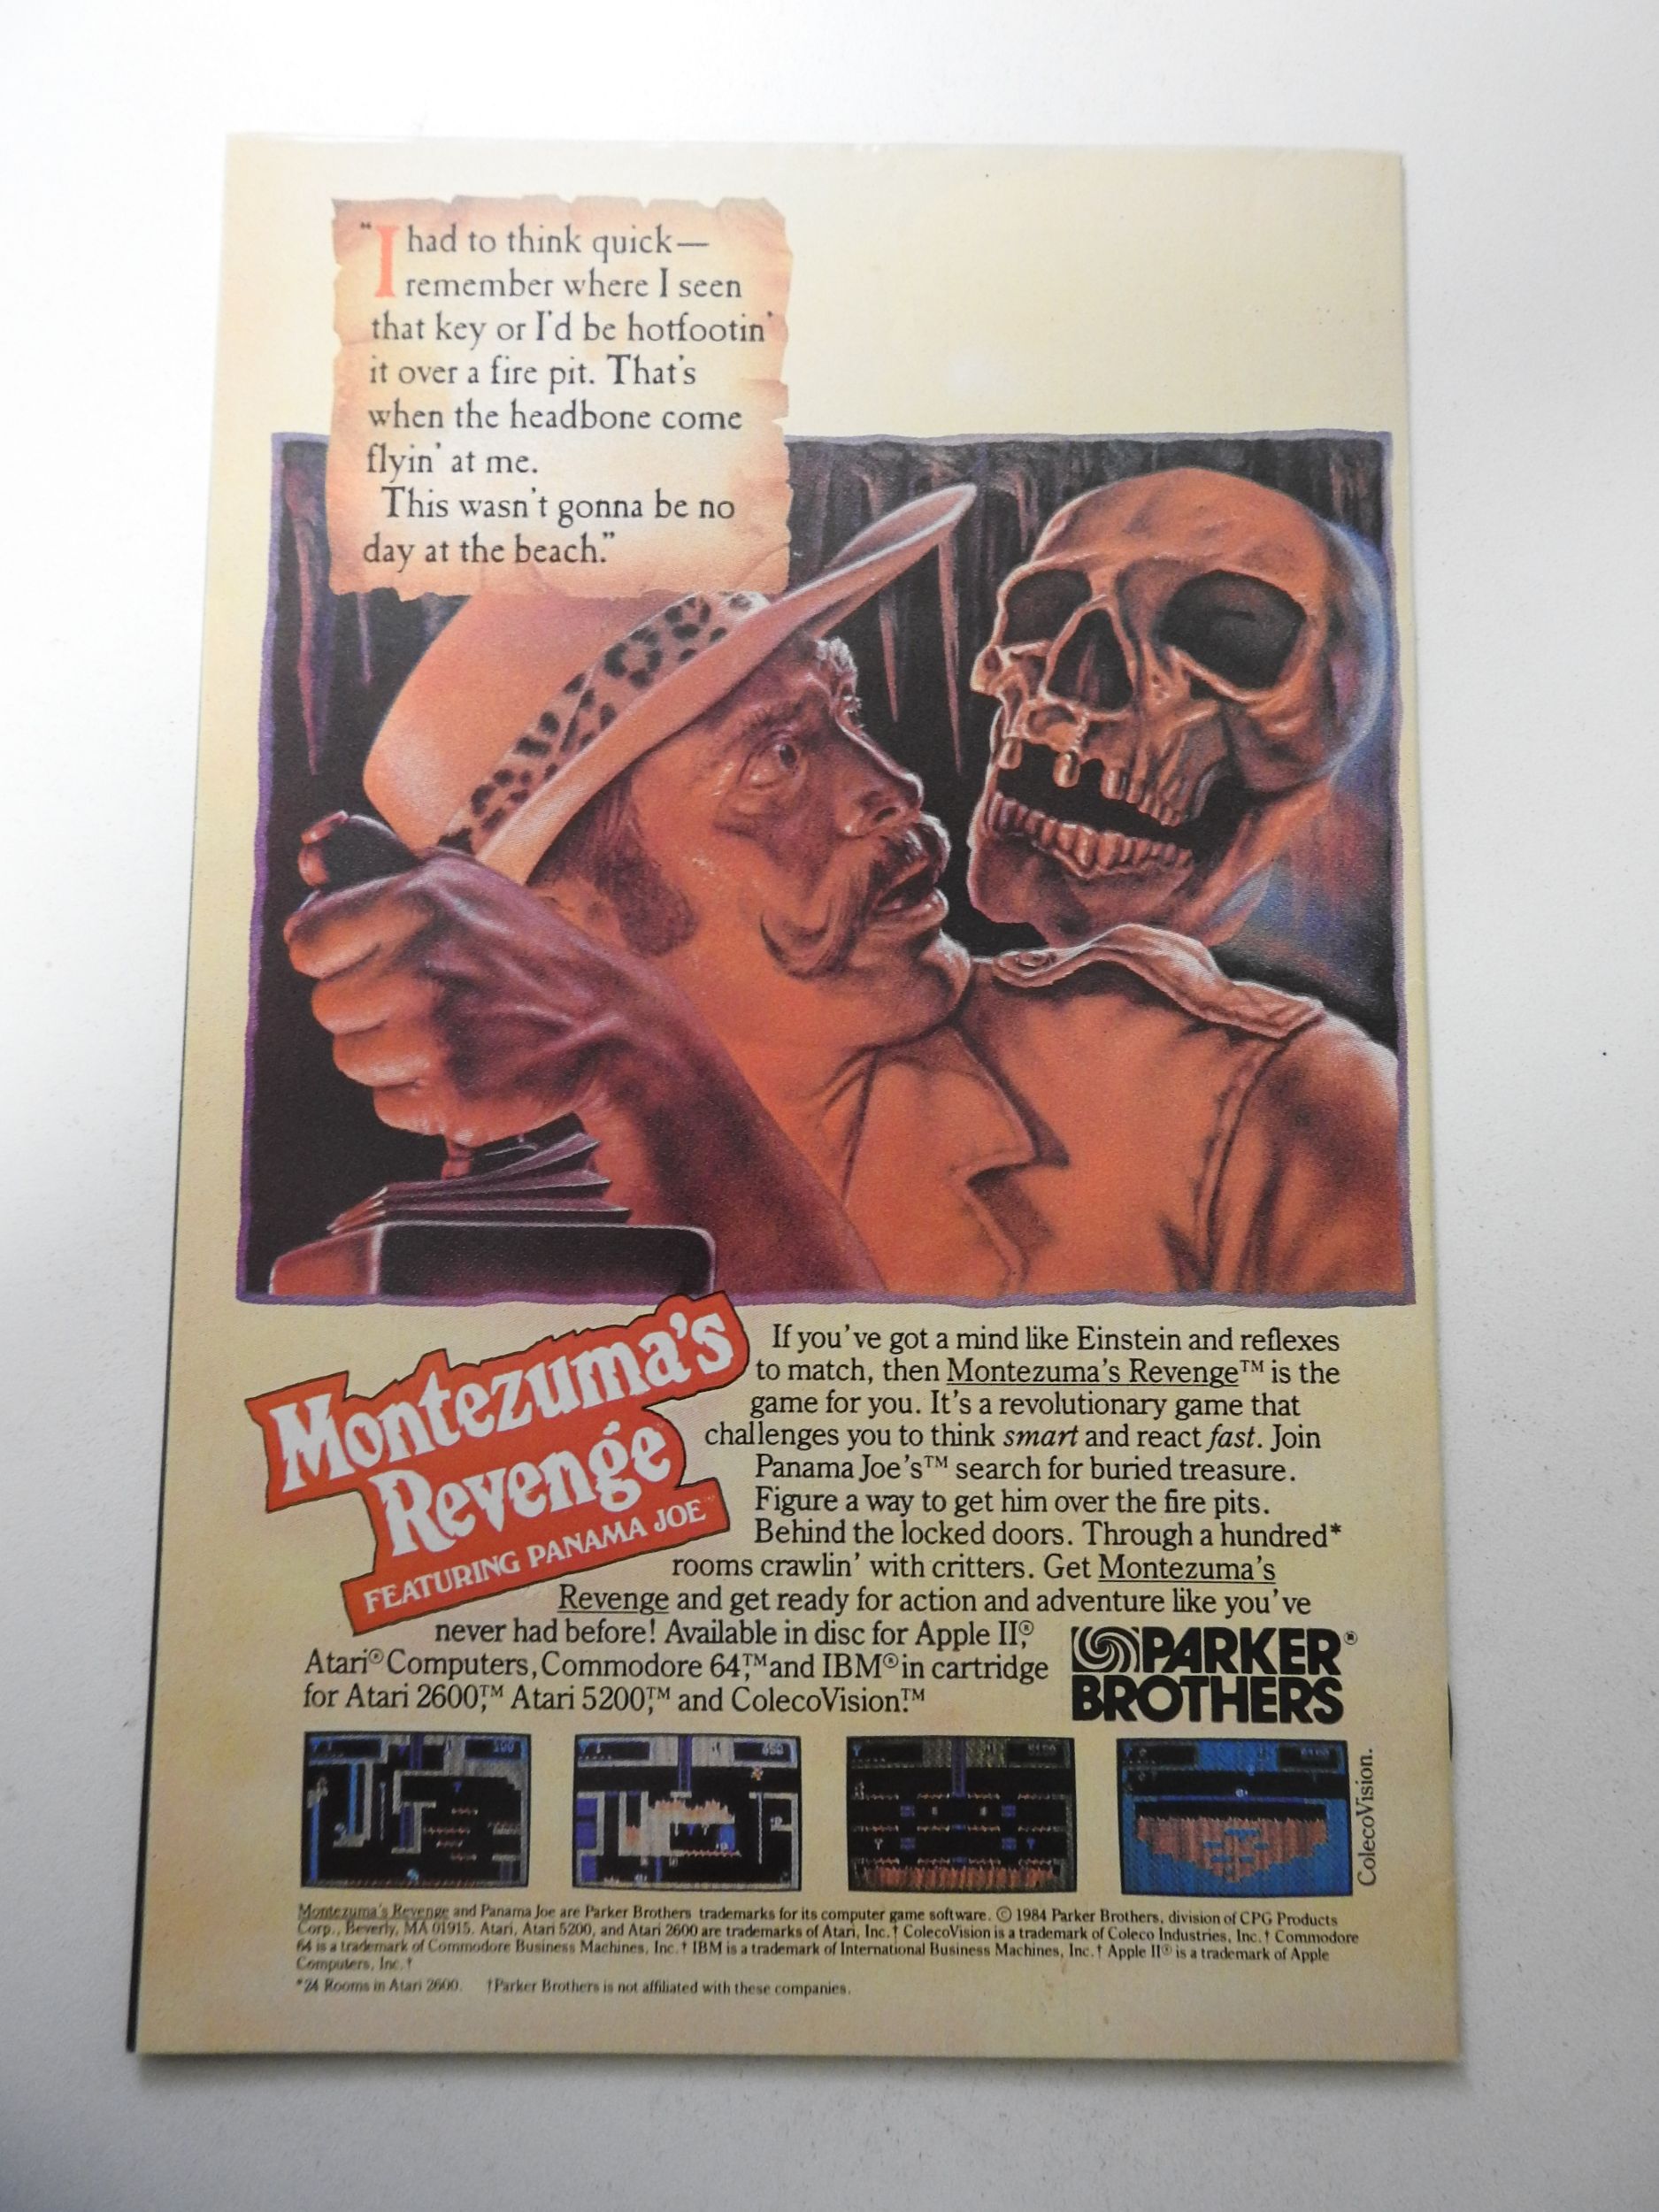 "I had to think quick—
remember where I seen
that key or I'd be hotfootin'
it over a fire pit. That's
when the headbone come
flyin' at me.
This wasn't gonna be no
day at the beach."
Montezuma's
Revenge
FEATURING PANAMA JOE™
If you've got a mind like Einstein and reflexes
to match, then Montezuma's Revenge™ is the
game for you. It's a revolutionary game that
challenges you to think smart and react fast. Join
Panama Joe's™ search for buried treasure.
Figure a way to get him over the fire pits.
Behind the locked doors. Through a hundred*
rooms crawlin' with critters. Get Montezuma's
Revenge and get ready for action and adventure like you've
never had before! Available in disc for Apple II,®
Atari® Computers, Commodore 64,™ and IBM® in cartridge
for Atari 2600,™ Atari 5200,™ and ColecoVision.™
PARKER®
BROTHERS
100
ColecoVision.
Montezuma's Revenge and Panama Joe are Parker Brothers trademarks for its computer game software. © 1984 Parker Brothers, division of CPG Products
Corp., Beverly, MA 01915. Atari, Atari 5200, and Atari 2600 are trademarks of Atari, Inc.† ColecoVision is a trademark of Coleco Industries, Inc.† Commodore
64 is a trademark of Commodore Business Machines, Inc.† IBM is a trademark of International Business Machines, Inc.† Apple II® is a trademark of Apple
Computers, Inc.†
*24 Rooms in Atari 2600. †Parker Brothers is not affiliated with these companies.